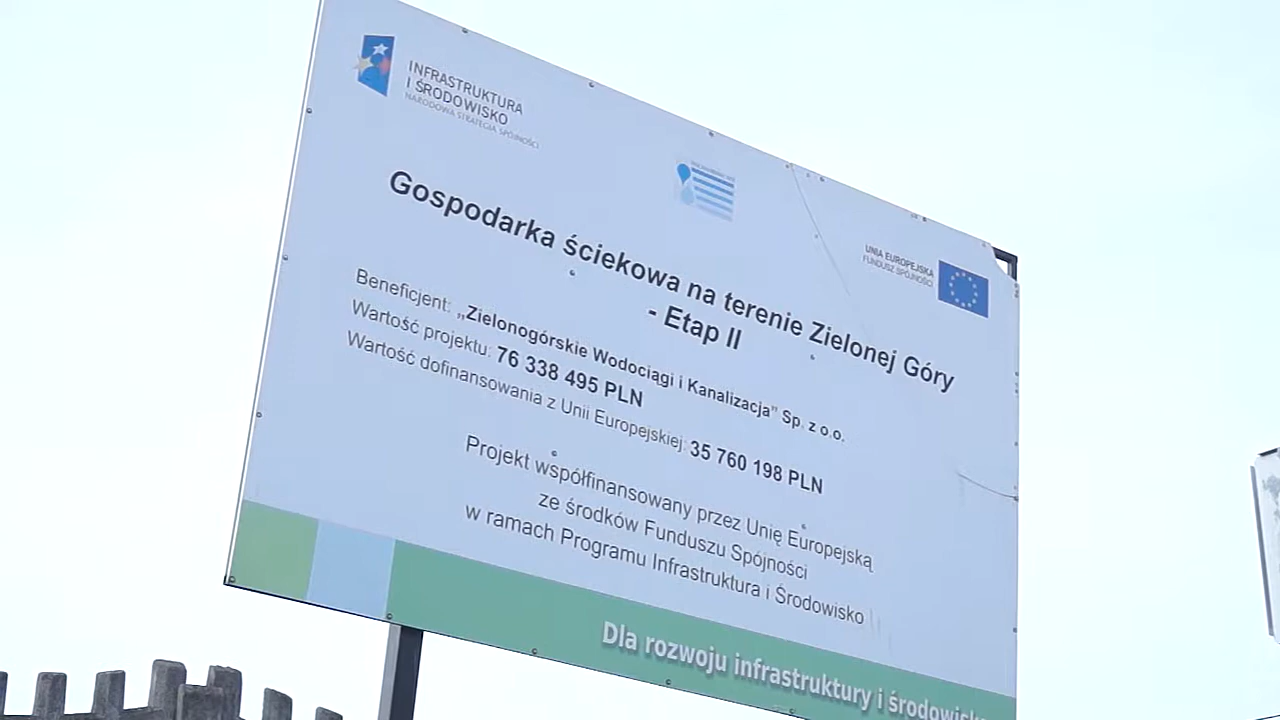 INFRASTRUKTURA
I ŚRODOWISKO
NARODOWA STRATEGIA SPÓJNOŚCI
UNIA EUROPEJSKA
FUNDUSZ SPÓJNOŚCI
Gospodarka ściekowa na terenie Zielonej Góry
- Etap II
Beneficjent: „Zielonogórskie Wodociągi i Kanalizacja” Sp. z o.o.
Wartość projektu: 76 338 495 PLN
Wartość dofinansowania z Unii Europejskiej: 35 760 198 PLN
Projekt współfinansowany przez Unię Europejską
ze środków Funduszu Spójności
w ramach Programu Infrastruktura i Środowisko
Dla rozwoju infrastruktury i środowiska